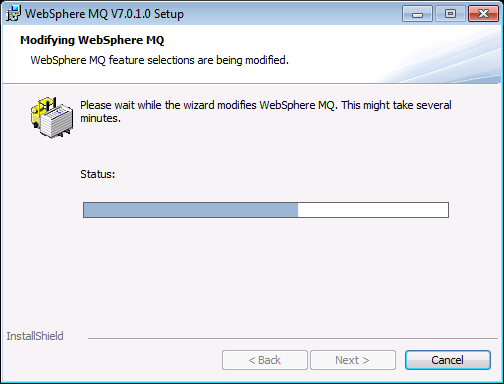 WebSphere MQ V7.0.1.0 Setup
Modifying WebSphere MQ
WebSphere MQ feature selections are being modified.
Please wait while the wizard modifies WebSphere MQ. This might take several
minutes.
Status:
InstallShield
< Back
Next >
Cancel